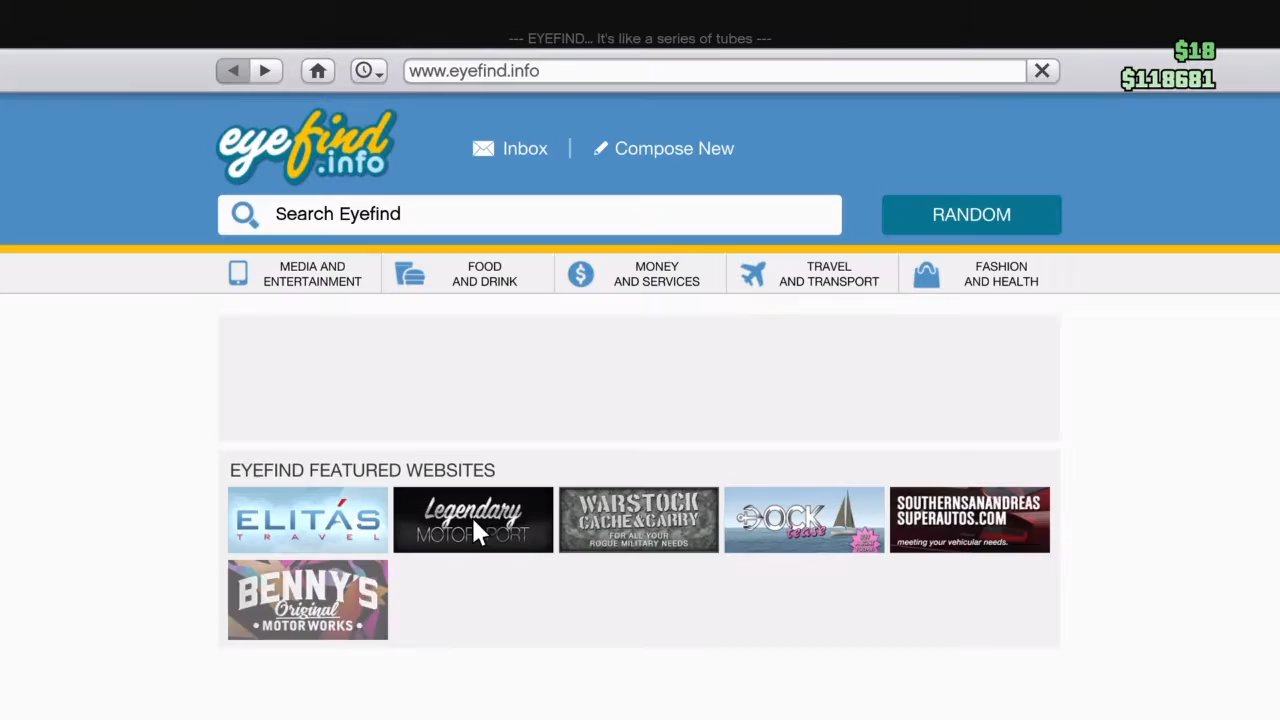 --- EYEFIND... It's like a series of tubes ---
$18
www.eyefind.info
$118681
eyefind
.info
Inbox
Compose New
Search Eyefind
RANDOM
MEDIA AND
ENTERTAINMENT
FOOD
AND DRINK
MONEY
AND SERVICES
TRAVEL
AND TRANSPORT
FASHION
AND HEALTH
EYEFIND FEATURED WEBSITES
ELITÁS
TRAVEL
Legendary
MOTORSPORT
WARSTOCK
CACHE&CARRY
FOR ALL YOUR
ROGUE MILITARY NEEDS
DOCK
tease
SOUTHERNSANANDREAS
SUPERAUTOS.COM
meeting your vehicular needs.
BENNY'S
Original
• MOTOR WORKS •